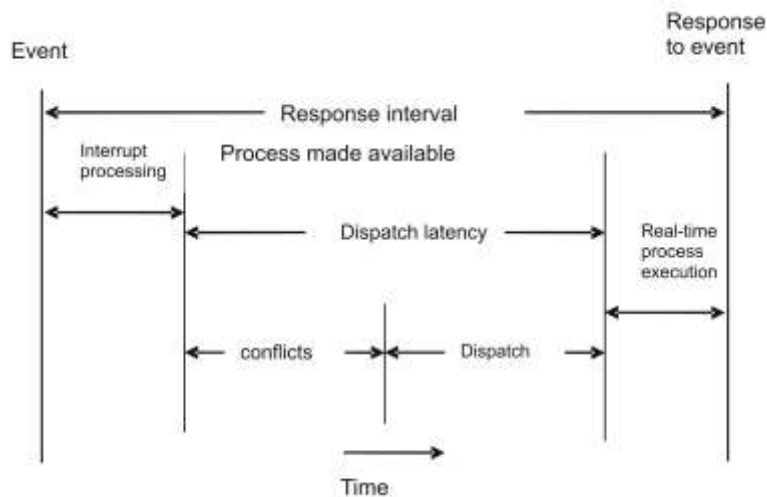 Event
Response
to event
Response interval
Interrupt
processing
Process made available
Dispatch latency
Real-time
process
execution
conflicts
Dispatch
Time